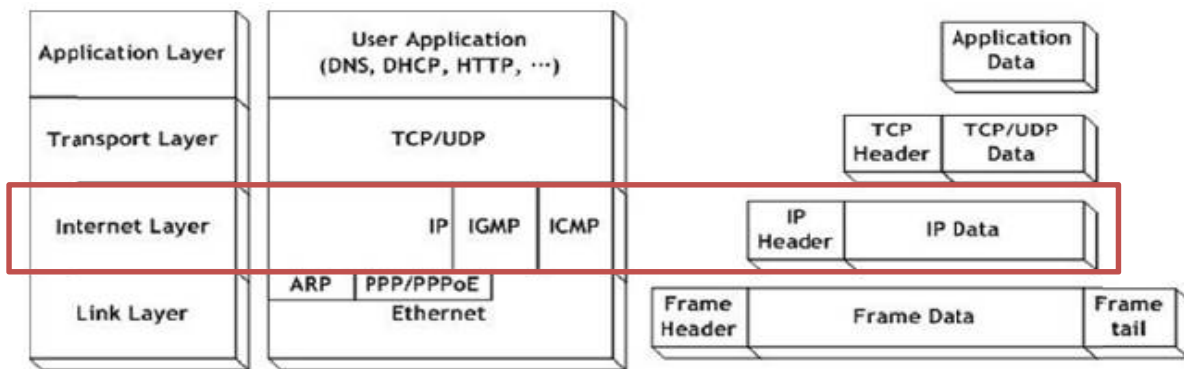 Application Layer
User Application
(DNS, DHCP, HTTP, ···)
Application
Data
Transport Layer
TCP/UDP
TCP
Header
TCP/UDP
Data
Internet Layer
IP
IGMP
ICMP
IP
Header
IP Data
ARP
PPP/PPPoE
Link Layer
Ethernet
Frame
Header
Frame Data
Frame
tail